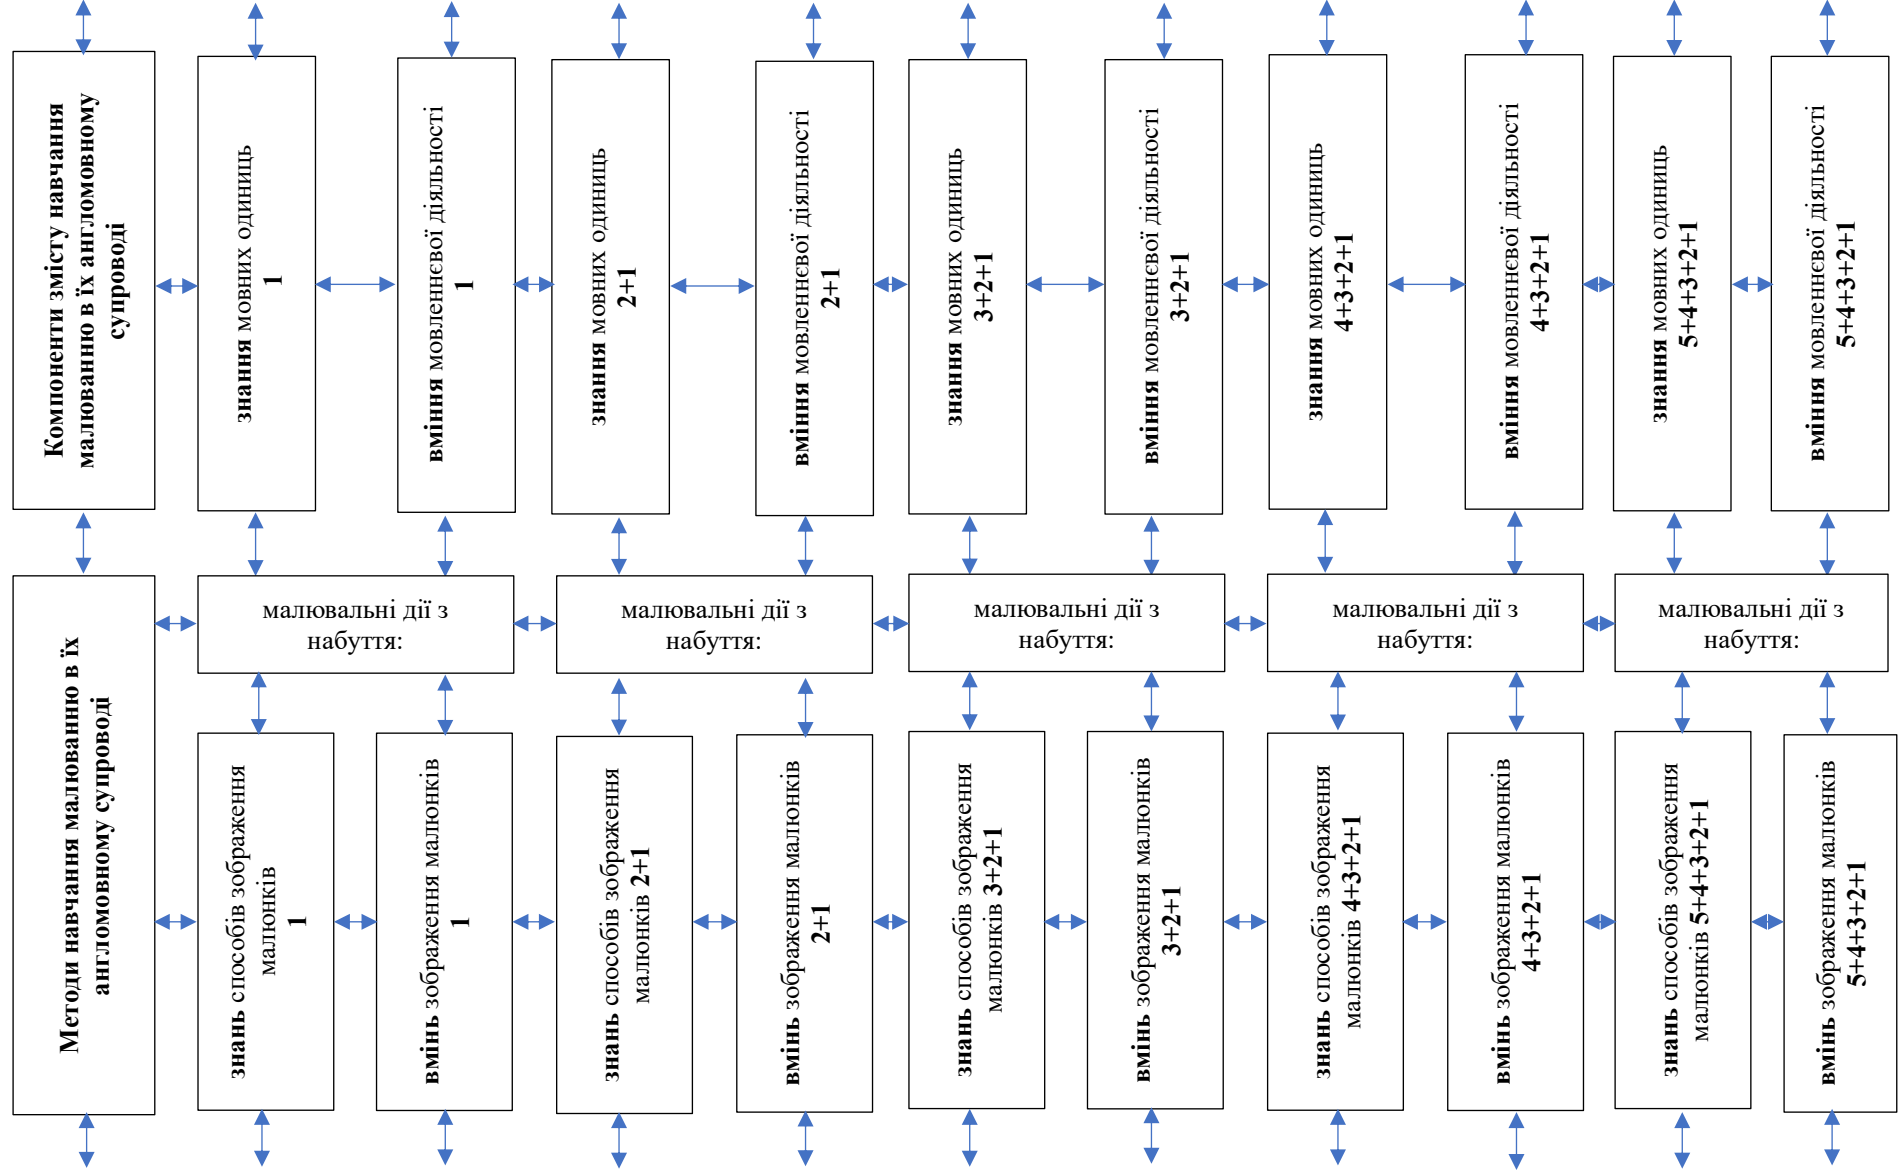 Компоненти змісту навчання
малюванню в їх англомовному
супроводі
знання мовних одиниць
1
вміння мовленнєвої діяльності
1
знання мовних одиниць
2+1
вміння мовленнєвої діяльності
2+1
знання мовних одиниць
3+2+1
вміння мовленнєвої діяльності
3+2+1
знання мовних одиниць
4+3+2+1
вміння мовленнєвої діяльності
4+3+2+1
знання мовних одиниць
5+4+3+2+1
вміння мовленнєвої діяльності
5+4+3+2+1
Методи навчання малюванню в їх
англомовному супроводі
малювальні дії з
набуття:
малювальні дії з
набуття:
малювальні дії з
набуття:
малювальні дії з
набуття:
малювальні дії з
набуття:
знань способів зображення
малюнків
1
вмінь зображення малюнків
1
знань способів зображення
малюнків 2+1
вмінь зображення малюнків
2+1
знань способів зображення
малюнків 3+2+1
вмінь зображення малюнків
3+2+1
знань способів зображення
малюнків 4+3+2+1
вмінь зображення малюнків
4+3+2+1
знань способів зображення
малюнків 5+4+3+2+1
вмінь зображення малюнків
5+4+3+2+1